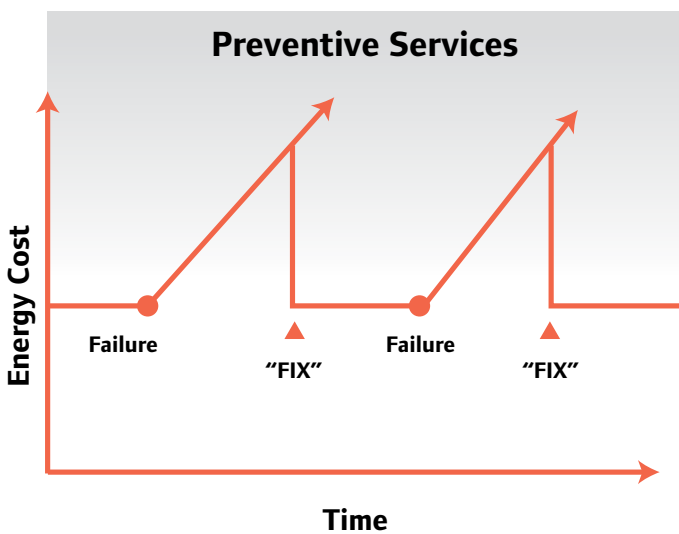 Preventive Services
Energy Cost
Failure
“FIX”
Failure
“FIX”
Time